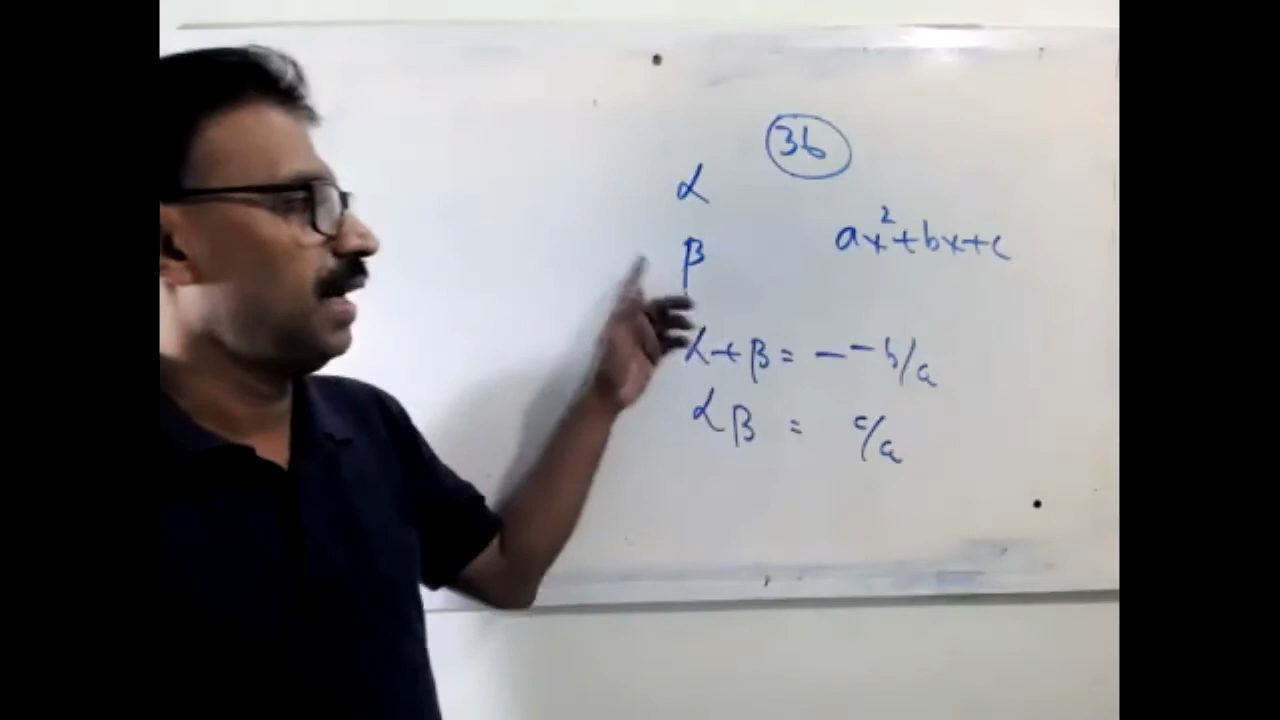 36
α
ax²+bx+c
β
α+β = - -b/a
αβ = c/a